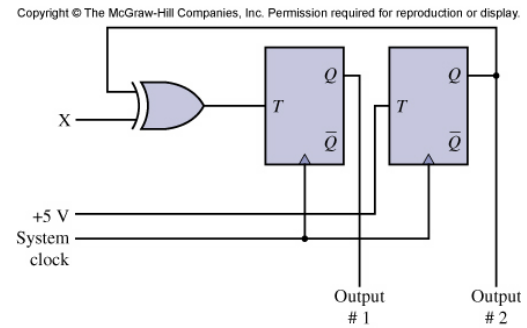 Copyright © The McGraw-Hill Companies, Inc. Permission required for reproduction or display.
Q
Q
T
T
X
Q̅
Q̅
+5 V
System
clock
Output
# 1
Output
# 2